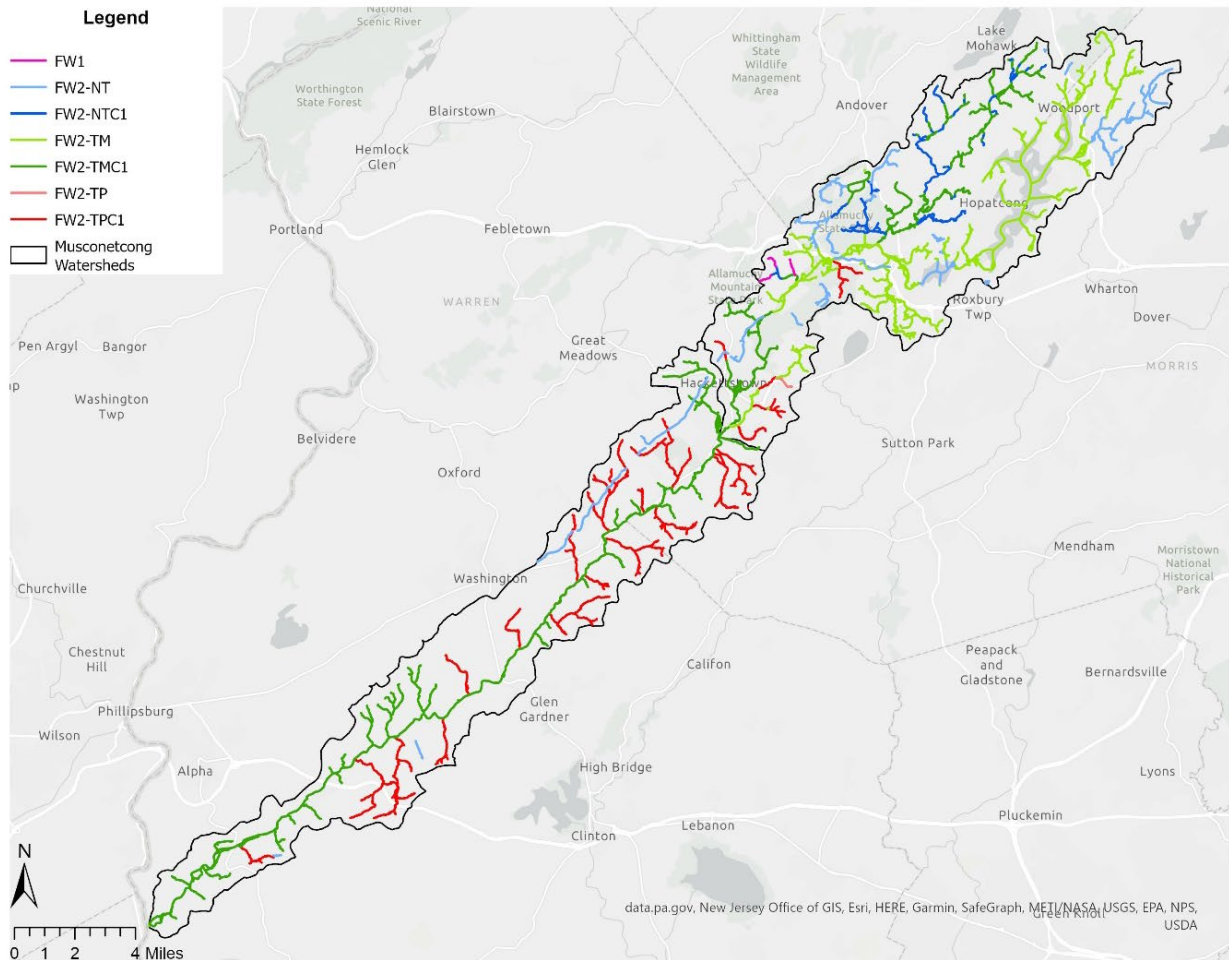 Legend
FW1
FW2-NT
FW2-NTC1
FW2-TM
FW2-TMC1
FW2-TP
FW2-TPC1
Musconetcong
Watersheds
National
Scenic River
Worthington
State Forest
Blairstown
Hemlock
Glen
Portland
Febletown
Whittingham
State
Wildlife
Management
Area
Lake
Mohawk
Andover
Woodport
Hopatcong
Allamuchy
State
Allamuchy
Mountain
State Park
Roxbury
Twp
Wharton
Dover
WARREN
Great
Meadows
MORRIS
Pen Argyl
Bangor
ap
Washington
Twp
Hackettstown
Belvidere
Sutton Park
Oxford
Mendham
Morristown
National
Historical
Park
Churchville
Washington
Chestnut
Hill
Califon
Peapack
and
Gladstone
Bernardsville
Phillipsburg
Glen
Gardner
Wilson
Alpha
High Bridge
Lyons
Clinton
Lebanon
Pluckemin
N
0 1 2 4 Miles
Green Knoll
data.pa.gov, New Jersey Office of GIS, Esri, HERE, Garmin, SafeGraph, METI/NASA, USGS, EPA, NPS,
USDA